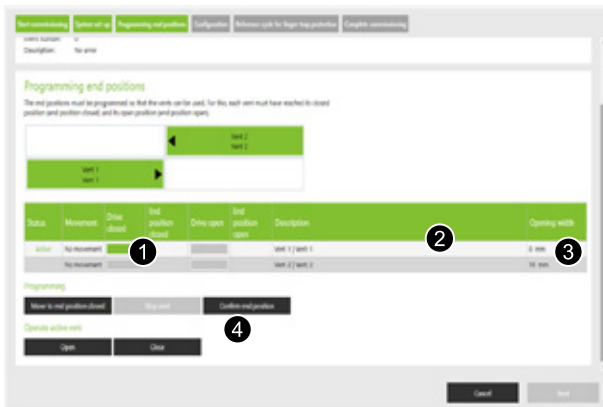 Start commissioning System set-up Programming end positions Configuration Reference cycle for finger trap protection Complete commissioning
Event number: 0
Description: No error
Programming end positions
The end positions must be programmed so that the vents can be used. For this, each vent must have reached its closed
position (end position closed) and its open position (end position open).
Vent 2
Vent 2
Vent 1
Vent 1
Status Movement Drive closed End position closed Drive open End position open Description Opening width
Active No movement Vent 1 / Vent 1 0 mm
No movement Vent 2 / Vent 2 10 mm
1
2
3
Programming
Move to end position closed Stop vent Confirm end position
4
Operate active vent
Open Close
Cancel Next